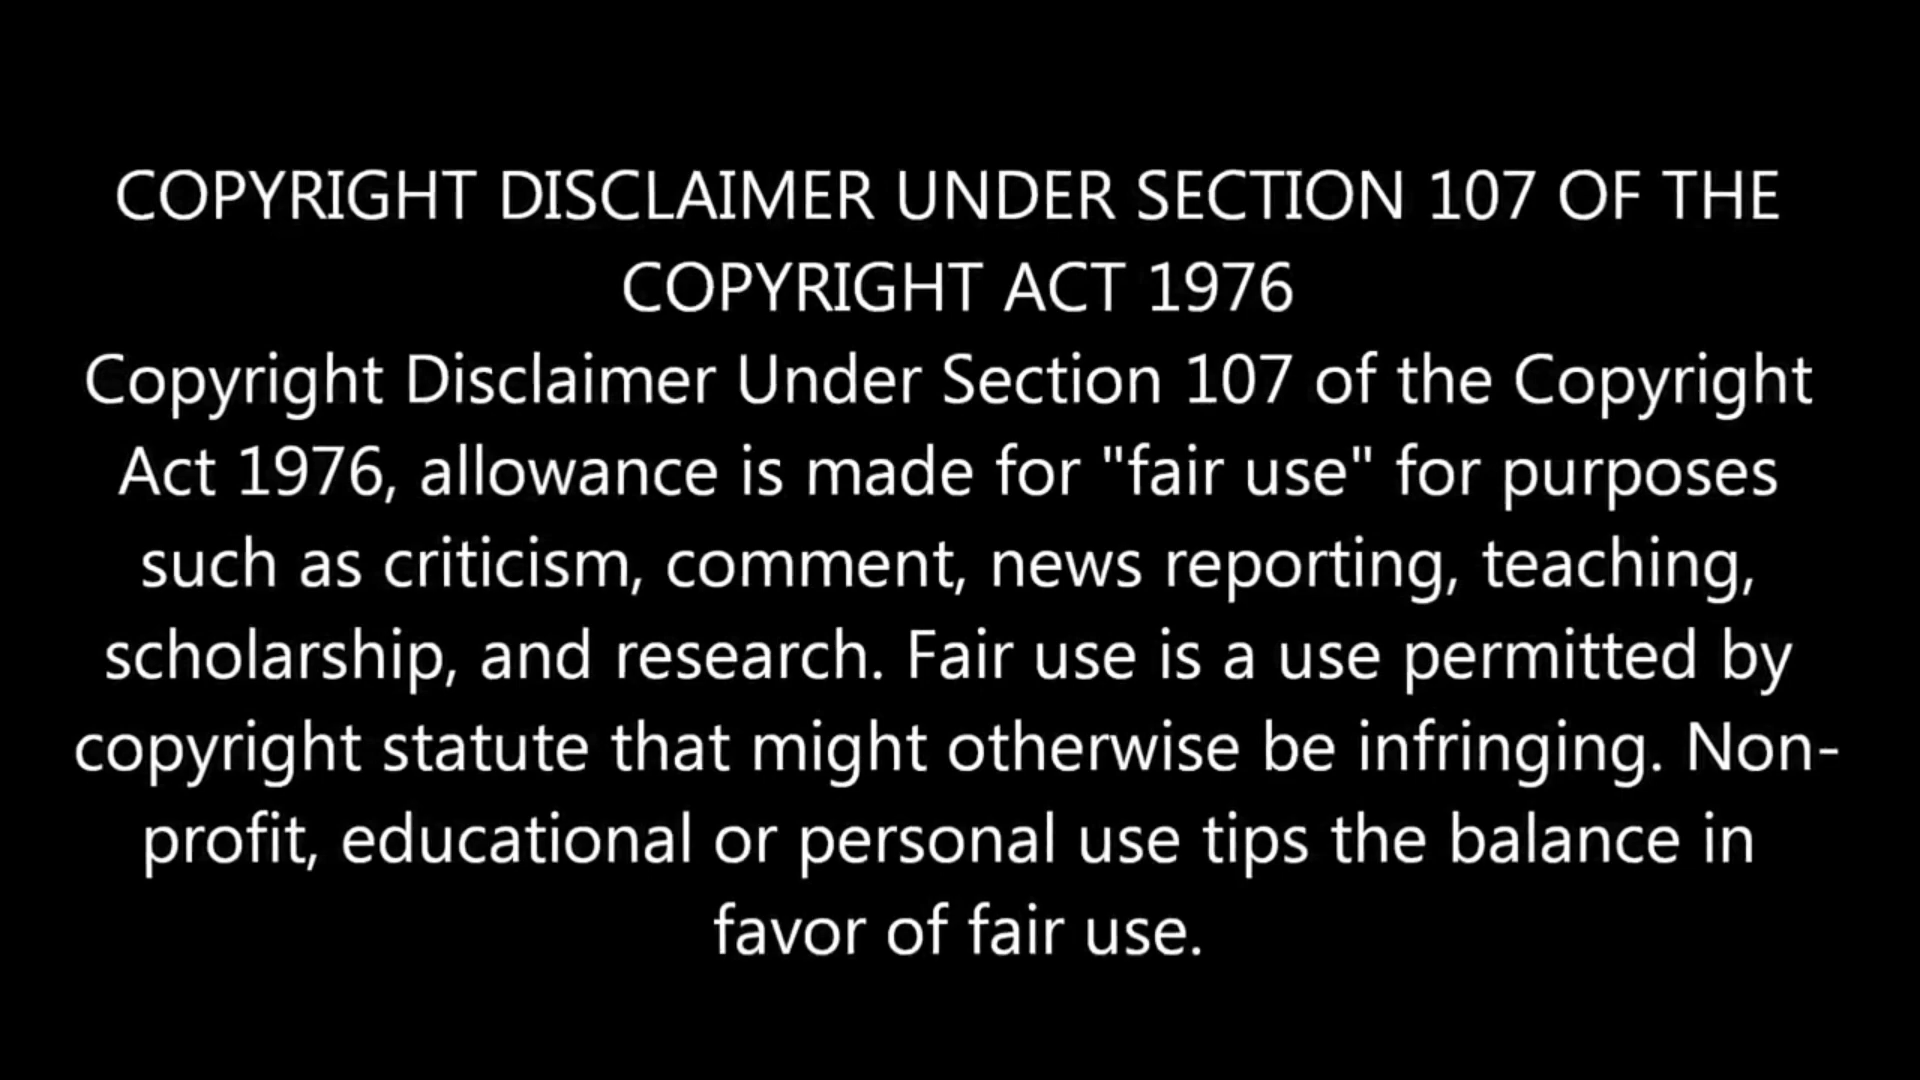 COPYRIGHT DISCLAIMER UNDER SECTION 107 OF THE
COPYRIGHT ACT 1976
Copyright Disclaimer Under Section 107 of the Copyright
Act 1976, allowance is made for "fair use" for purposes
such as criticism, comment, news reporting, teaching,
scholarship, and research. Fair use is a use permitted by
copyright statute that might otherwise be infringing. Non-
profit, educational or personal use tips the balance in
favor of fair use.